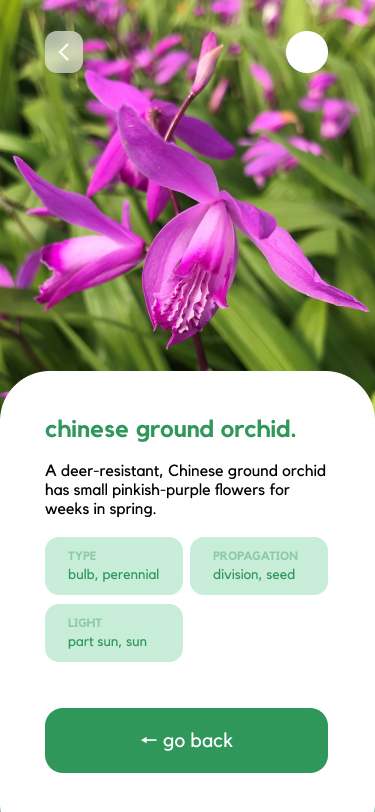 chinese ground orchid.
A deer-resistant, Chinese ground orchid
has small pinkish-purple flowers for
weeks in spring.
TYPE
bulb, perennial
PROPAGATION
division, seed
LIGHT
part sun, sun
← go back